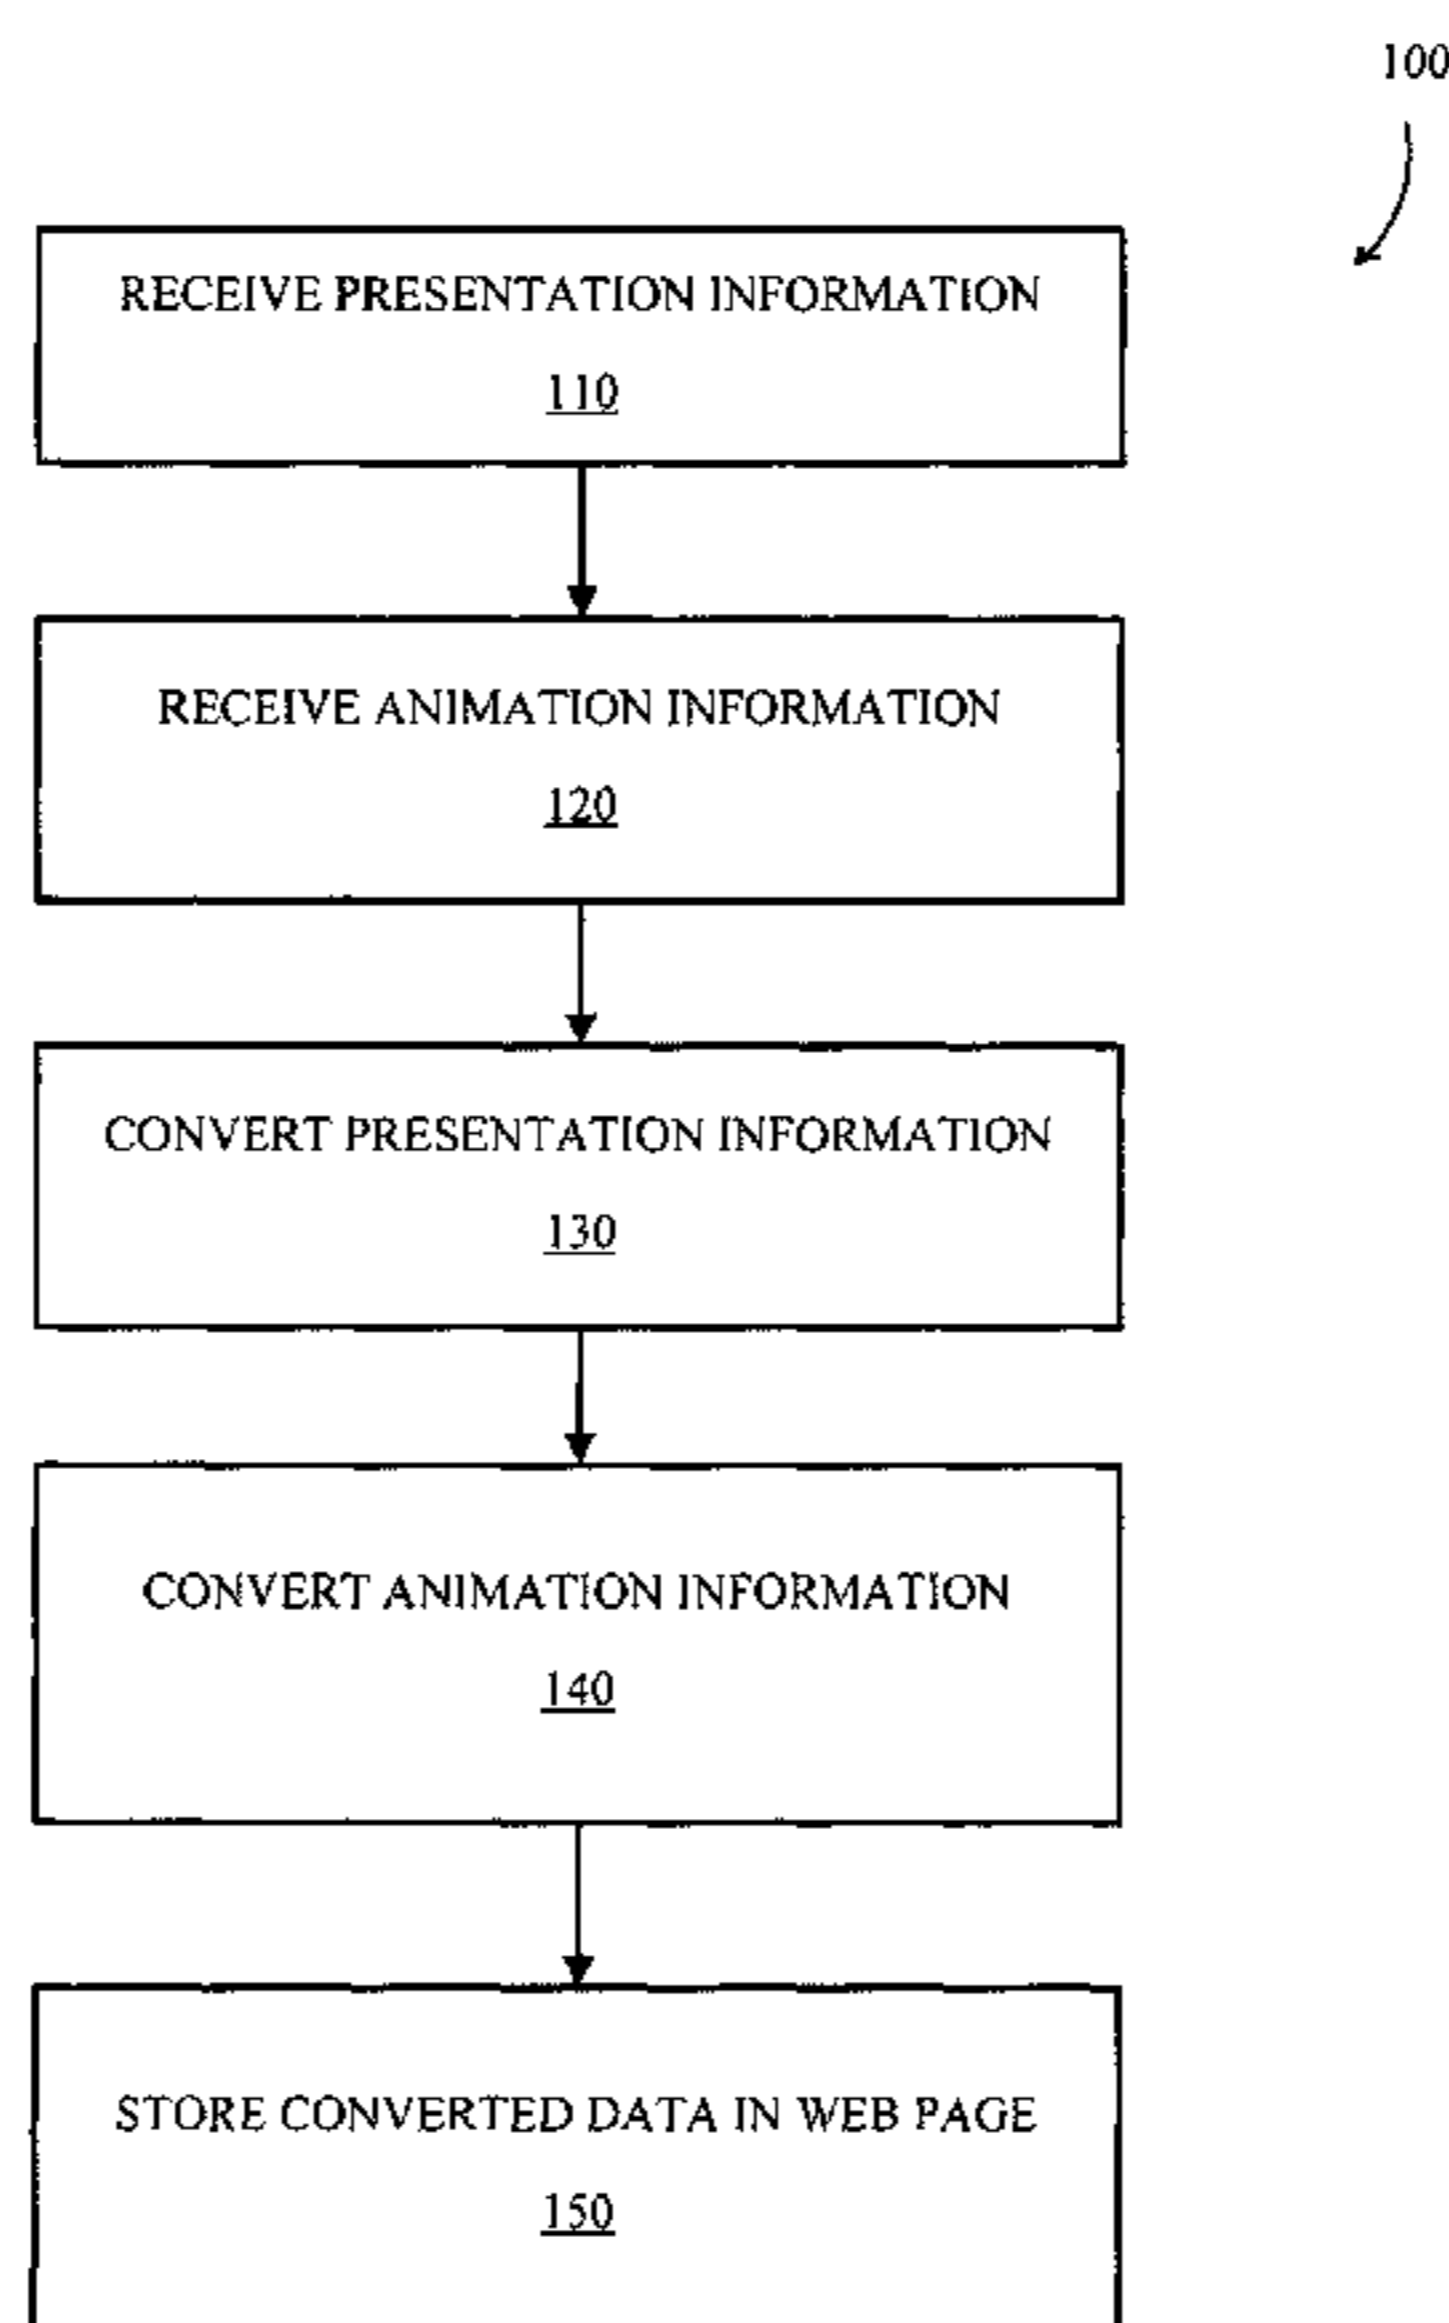 100
RECEIVE PRESENTATION INFORMATION
110
RECEIVE ANIMATION INFORMATION
120
CONVERT PRESENTATION INFORMATION
130
CONVERT ANIMATION INFORMATION
140
STORE CONVERTED DATA IN WEB PAGE
150